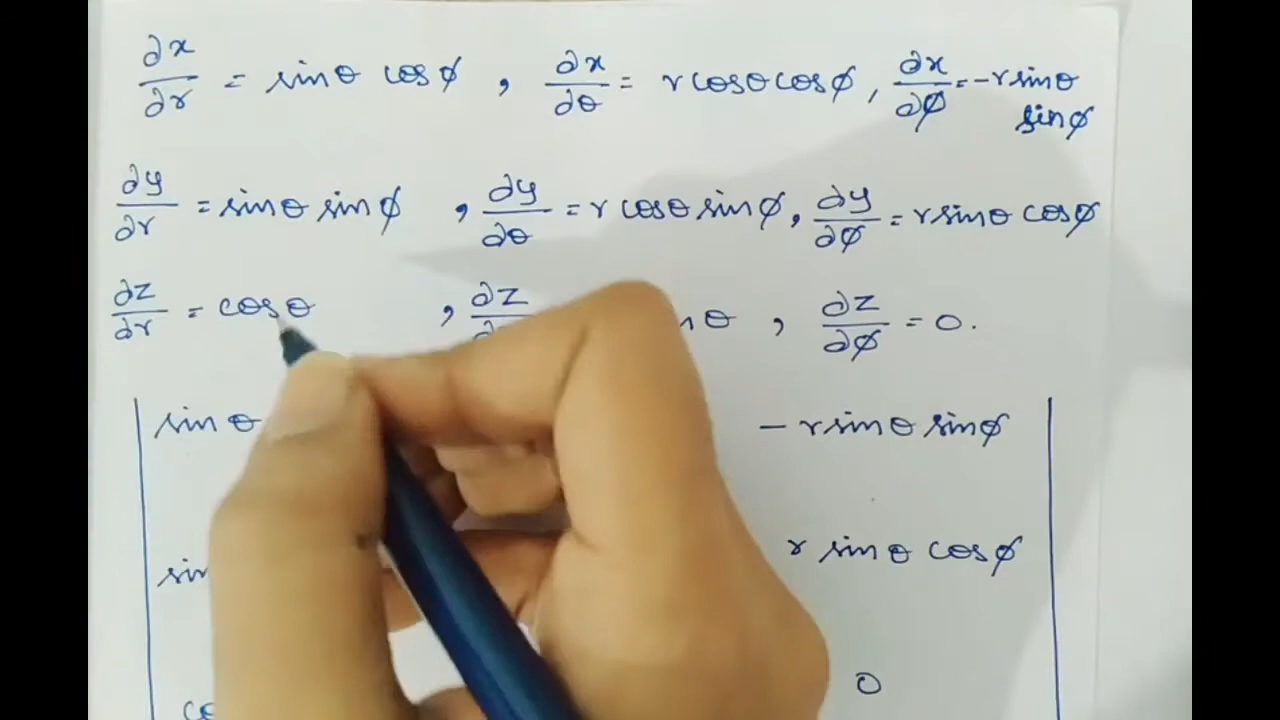 ∂x/∂r = sinθ cosϕ , ∂x/∂θ = r cosθ cosϕ , ∂x/∂ϕ = -r sinθ
sinϕ
∂y/∂r = sinθ sinϕ , ∂y/∂θ = r cosθ sinϕ , ∂y/∂ϕ = r sinθ cosϕ
∂z/∂r = cosθ , ∂z θ , ∂z/∂ϕ = 0.
| sinθ - r sinθ sinϕ |
r sinθ cosϕ
0